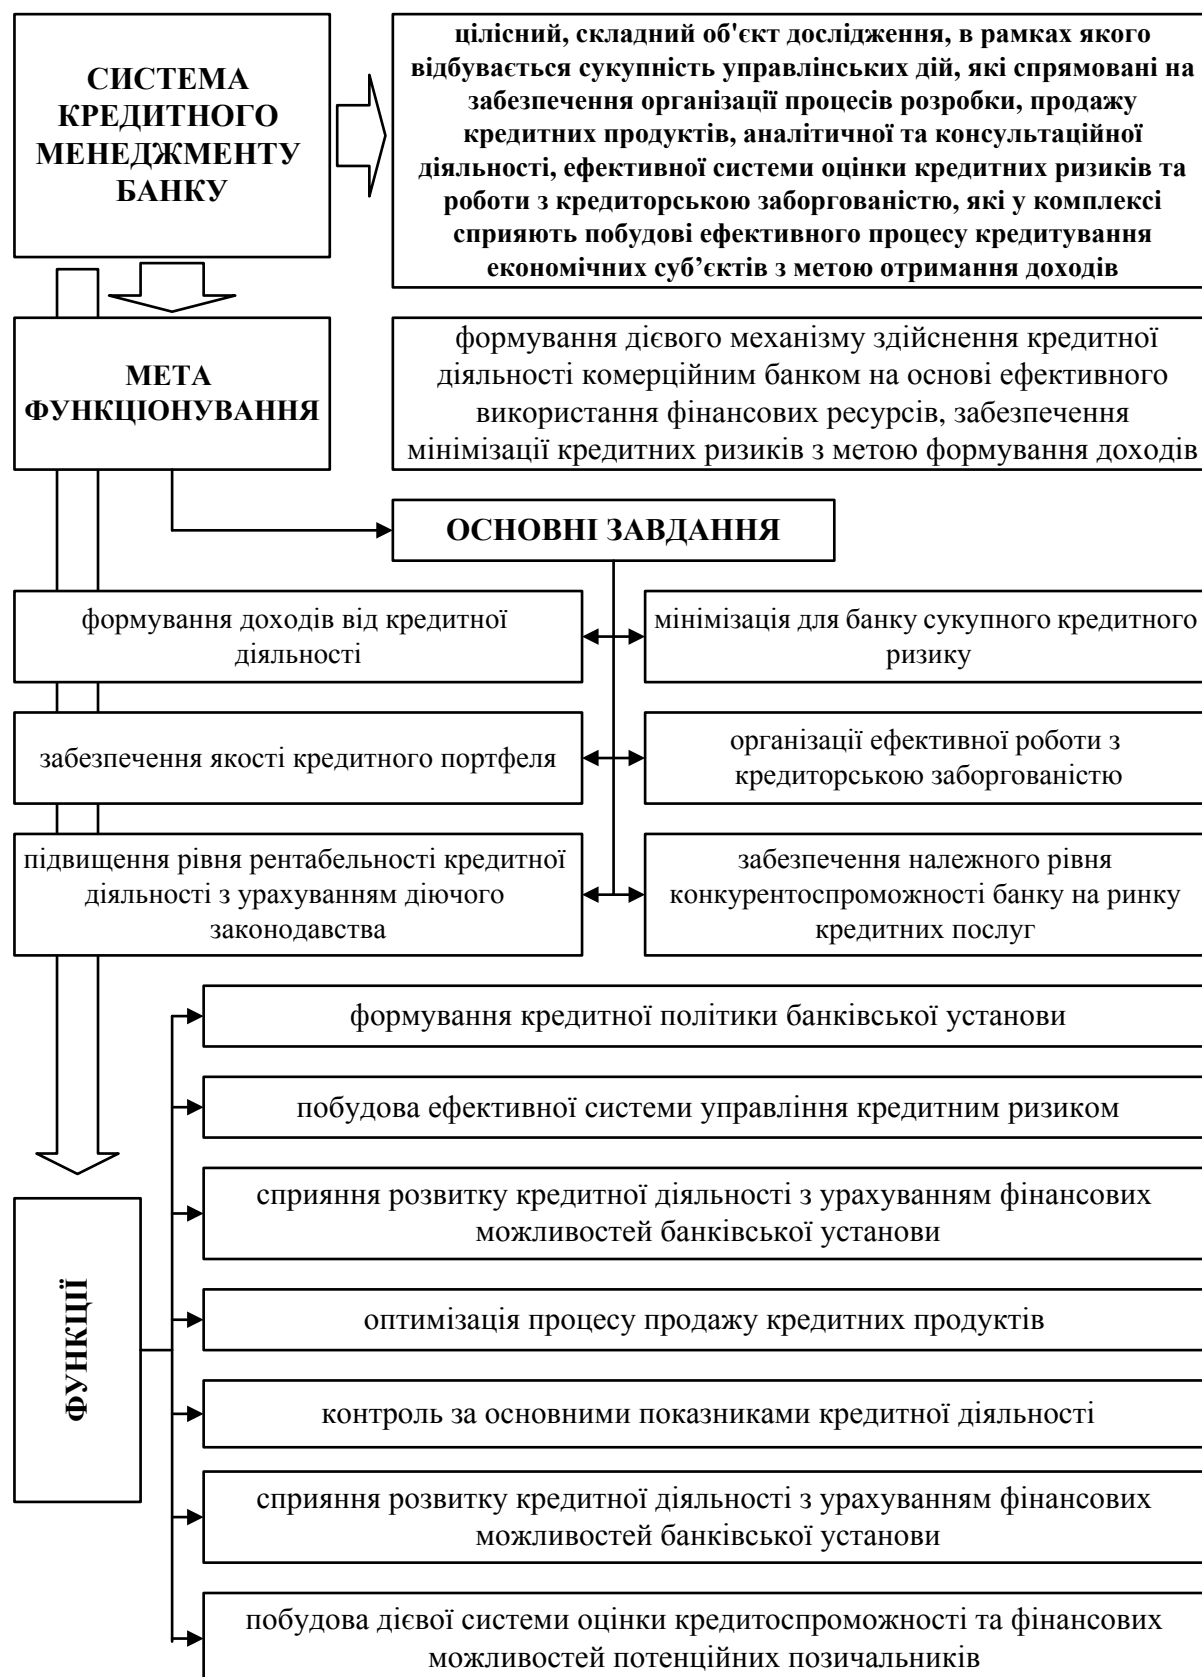 СИСТЕМА
КРЕДИТНОГО
МЕНЕДЖМЕНТУ
БАНКУ
цілісний, складний об'єкт дослідження, в рамках якого
відбувається сукупність управлінських дій, які спрямовані на
забезпечення організації процесів розробки, продажу
кредитних продуктів, аналітичної та консультаційної
діяльності, ефективної системи оцінки кредитних ризиків та
роботи з кредиторською заборгованістю, які у комплексі
сприяють побудові ефективного процесу кредитування
економічних суб’єктів з метою отримання доходів
МЕТА
ФУНКЦІОНУВАННЯ
формування дієвого механізму здійснення кредитної
діяльності комерційним банком на основі ефективного
використання фінансових ресурсів, забезпечення
мінімізації кредитних ризиків з метою формування доходів
ОСНОВНІ ЗАВДАННЯ
формування доходів від кредитної
діяльності
мінімізація для банку сукупного кредитного
ризику
забезпечення якості кредитного портфеля
організації ефективної роботи з
кредиторською заборгованістю
підвищення рівня рентабельності кредитної
діяльності з урахуванням діючого
законодавства
забезпечення належного рівня
конкурентоспроможності банку на ринку
кредитних послуг
ФУНКЦІЇ
формування кредитної політики банківської установи
побудова ефективної системи управління кредитним ризиком
сприяння розвитку кредитної діяльності з урахуванням фінансових
можливостей банківської установи
оптимізація процесу продажу кредитних продуктів
контроль за основними показниками кредитної діяльності
сприяння розвитку кредитної діяльності з урахуванням фінансових
можливостей банківської установи
побудова дієвої системи оцінки кредитоспроможності та фінансових
можливостей потенційних позичальників